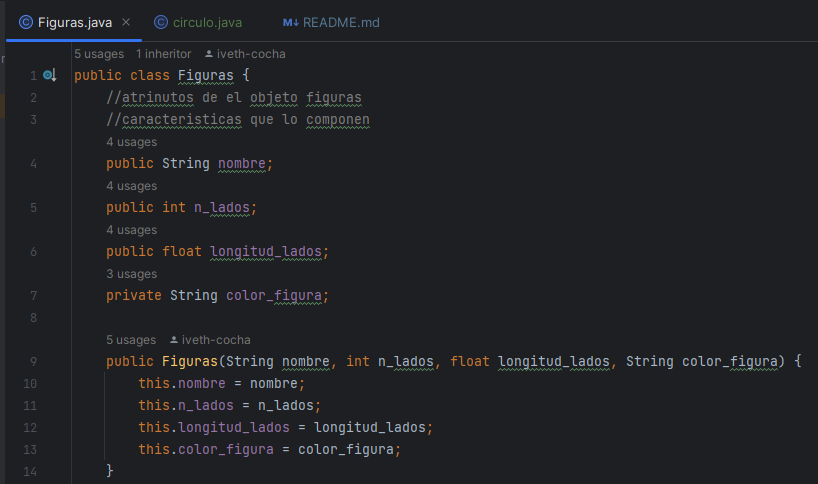 Figuras.java × circulo.java M↓ README.md
5 usages 1 inheritor iveth-cocha
1 public class Figuras {
2 //atrinutos de el objeto figuras
3 //caracteristicas que lo componen
4 usages
4 public String nombre;
4 usages
5 public int n_lados;
4 usages
6 public float longitud_lados;
3 usages
7 private String color_figura;
8
5 usages iveth-cocha
9 public Figuras(String nombre, int n_lados, float longitud_lados, String color_figura) {
10 this.nombre = nombre;
11 this.n_lados = n_lados;
12 this.longitud_lados = longitud_lados;
13 this.color_figura = color_figura;
14 }